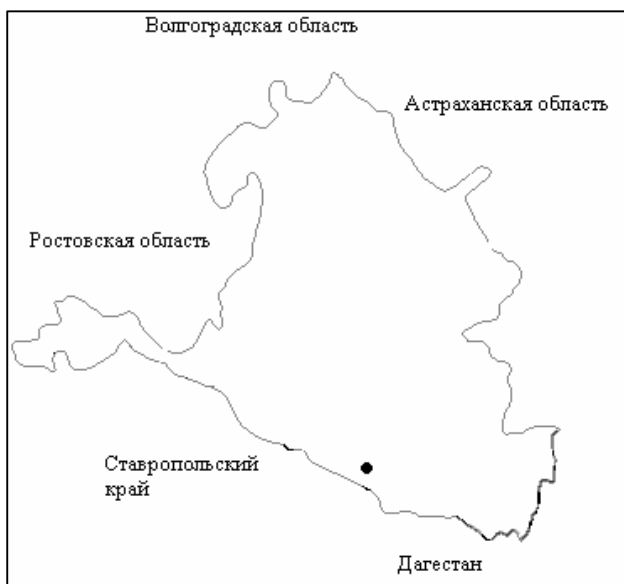 Волгоградская область
Астраханская область
Ростовская область
Ставропольский
край
Дагестан